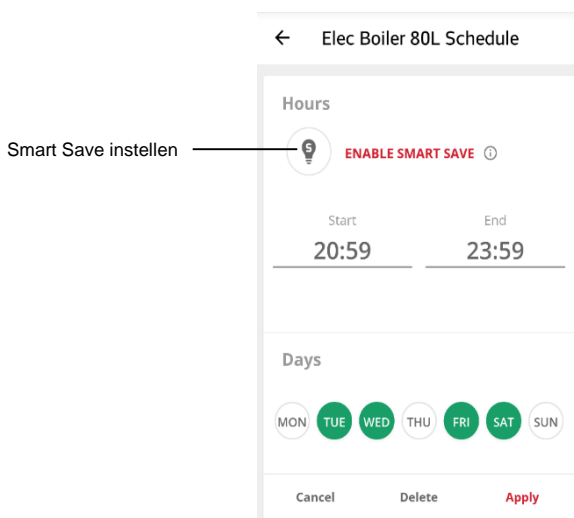 Elec Boiler 80L Schedule
Hours
Smart Save instellen
S
ENABLE SMART SAVE i
Start End
20:59 23:59
Days
MON TUE WED THU FRI SAT SUN
Cancel Delete Apply